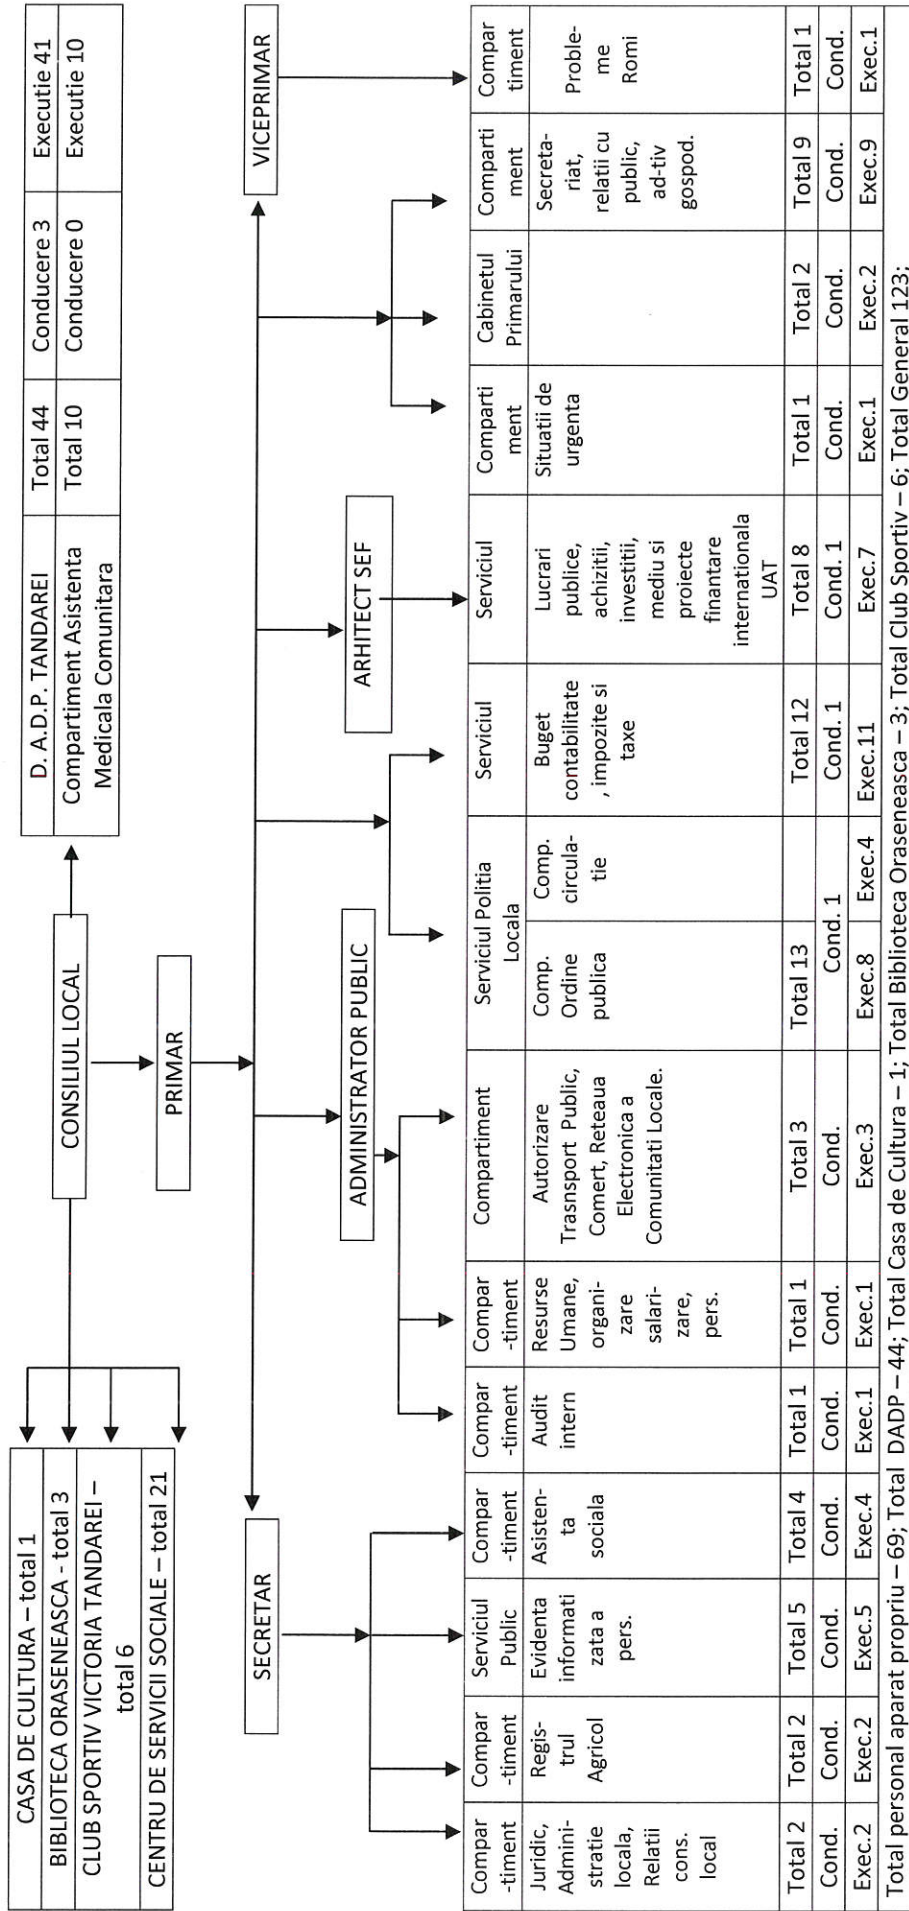 CASA DE CULTURA – total 1
BIBLIOTECA ORASENEASCA - total 3
CLUB SPORTIV VICTORIA TANDAREI –
total 6
CENTRU DE SERVICII SOCIALE – total 21
CONSILIUL LOCAL
D. A.D.P. TANDAREI Total 44 Conducere 3 Executie 41
Compartiment Asistenta
Medicala Comunitara
Total 10 Conducere 0 Executie 10
PRIMAR
SECRETAR
VICEPRIMAR
ADMINISTRATOR PUBLIC
ARHITECT SEF
Compar
-timent
Juridic,
Admini-
stratie
locala,
Relatii
cons.
local
Total 2
Cond.
Exec.2
Compar
-timent
Regis-
trul
Agricol
Total 2
Cond.
Exec.2
Serviciul
Public
Evidenta
informati
zata a
pers.
Total 5
Cond.
Exec.5
Compar
-timent
Asisten-
ta
sociala
Total 4
Cond.
Exec.4
Compar
-timent
Audit
intern
Total 1
Cond.
Exec.1
Compar
-timent
Resurse
Umane,
organi-
zare
salari-
zare,
pers.
Total 1
Cond.
Exec.1
Compartiment
Autorizare
Trasnport Public,
Comert, Reteaua
Electronica a
Comunitati Locale.
Total 3
Cond.
Exec.3
Serviciul Politia
Locala
Comp.
Ordine
publica
Comp.
circula-
tie
Total 13
Cond. 1
Exec.8
Exec.4
Serviciul
Buget
contabilitate
, impozite si
taxe
Total 12
Cond. 1
Exec.11
Serviciul
Lucrari
publice,
achizitii,
investitii,
mediu si
proiecte
finantare
internationala
UAT
Total 8
Cond. 1
Exec.7
Comparti
ment
Situatii de
urgenta
Total 1
Cond.
Exec.1
Cabinetul
Primarului
Total 2
Cond.
Exec.2
Comparti
ment
Secreta-
riat,
relatii cu
public,
ad-tiv
gospod.
Total 9
Cond.
Exec.9
Compar
timent
Proble-
me
Romi
Total 1
Cond.
Exec.1
Total personal aparat propriu – 69; Total DADP – 44; Total Casa de Cultura – 1; Total Biblioteca Oraseneasca – 3; Total Club Sportiv – 6; Total General 123;